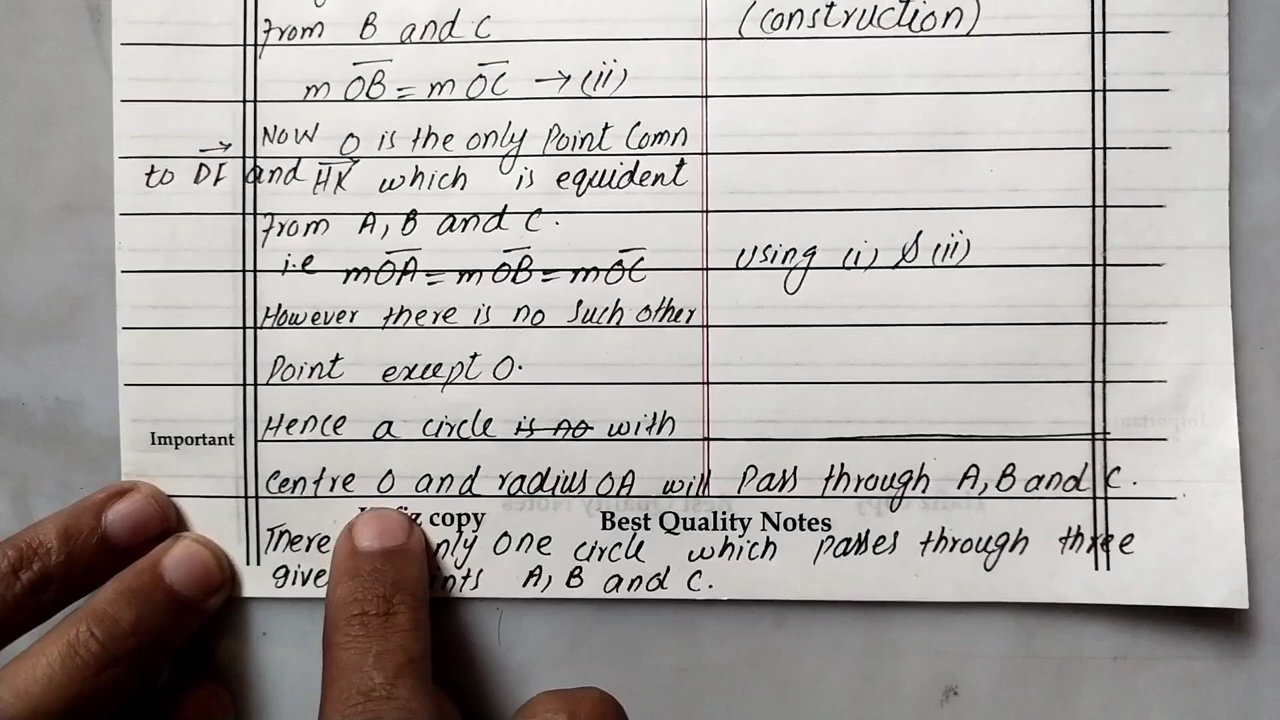 from B and C (construction)
m OB = m OC → (ii)
Now O is the only Point Comn
to DF and HK which is equident
from A, B and C.
i.e mOA = mOB = mOC Using (i) & (ii)
However there is no Such other
Point except O.
Important Hence a circle is no with
Centre O and radius OA will Pass through A, B and C.
copy Best Quality Notes
There only one circle which passes through three
A, B and C.